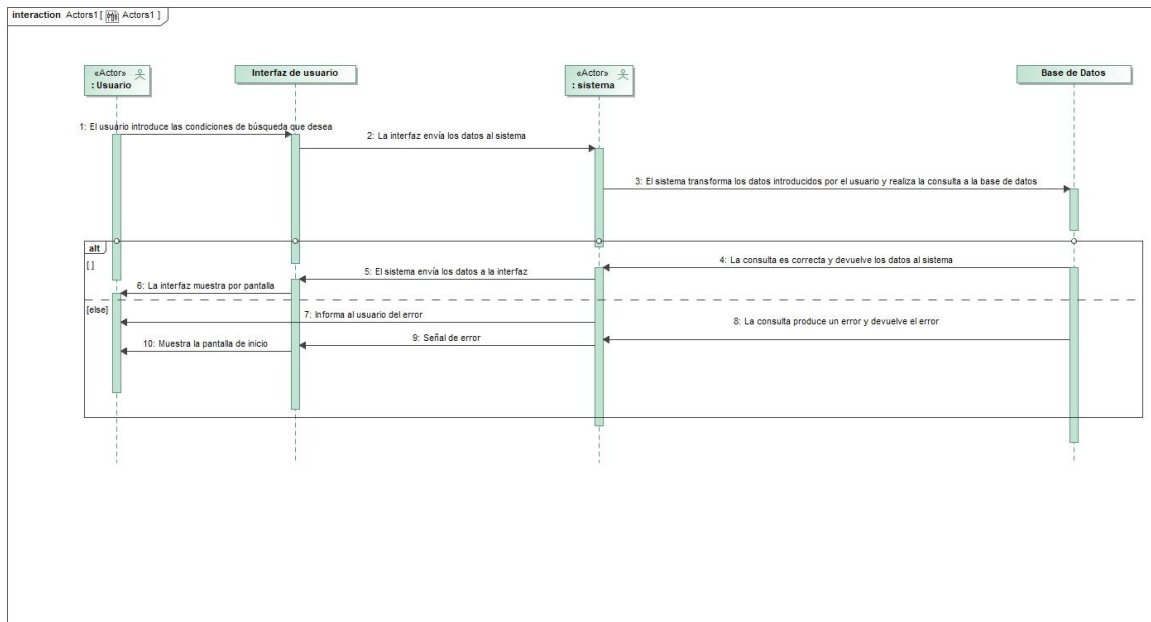 interaction Actors1 [ Actors1 ]
«Actor»
: Usuario
Interfaz de usuario
«Actor»
: sistema
Base de Datos
1: El usuario introduce las condiciones de búsqueda que desea
2: La interfaz envía los datos al sistema
3: El sistema transforma los datos introducidos por el usuario y realiza la consulta a la base de datos
alt
[ ]
4: La consulta es correcta y devuelve los datos al sistema
5: El sistema envía los datos a la interfaz
6: La interfaz muestra por pantalla
[else]
7: Informa al usuario del error
8: La consulta produce un error y devuelve el error
9: Señal de error
10: Muestra la pantalla de inicio